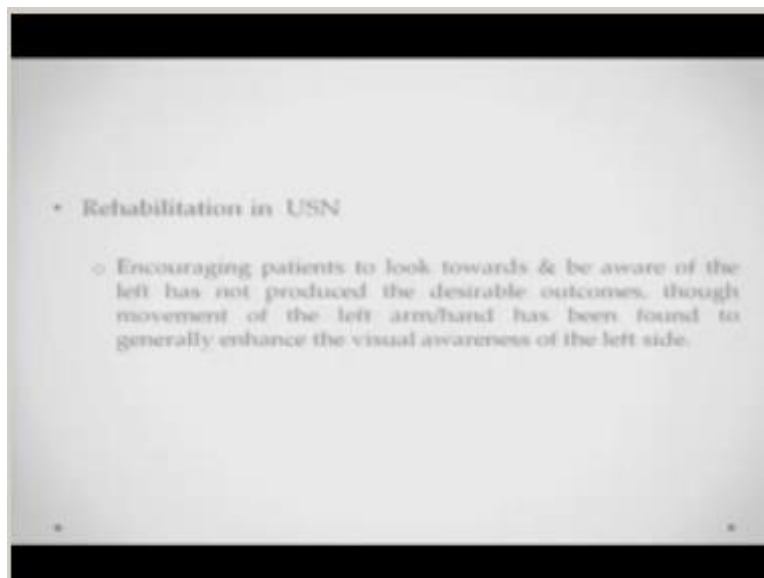 • Rehabilitation in USN
○ Encouraging patients to look towards & be aware of the
left has not produced the desirable outcomes, though
movement of the left arm/hand has been found to
generally enhance the visual awareness of the left side.